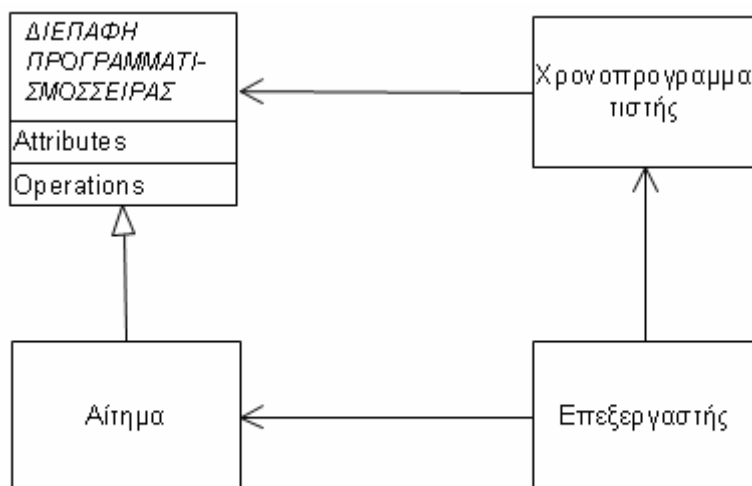 ΔΙΕΠΑΦΗ
ΠΡΟΓΡΑΜΜΑΤΙ-
ΣΜΟΣΣΕΙΡΑΣ
Attributes
Operations
Χρονοπρογραμμα
τιστής
Αίτημα
Επεξεργαστής